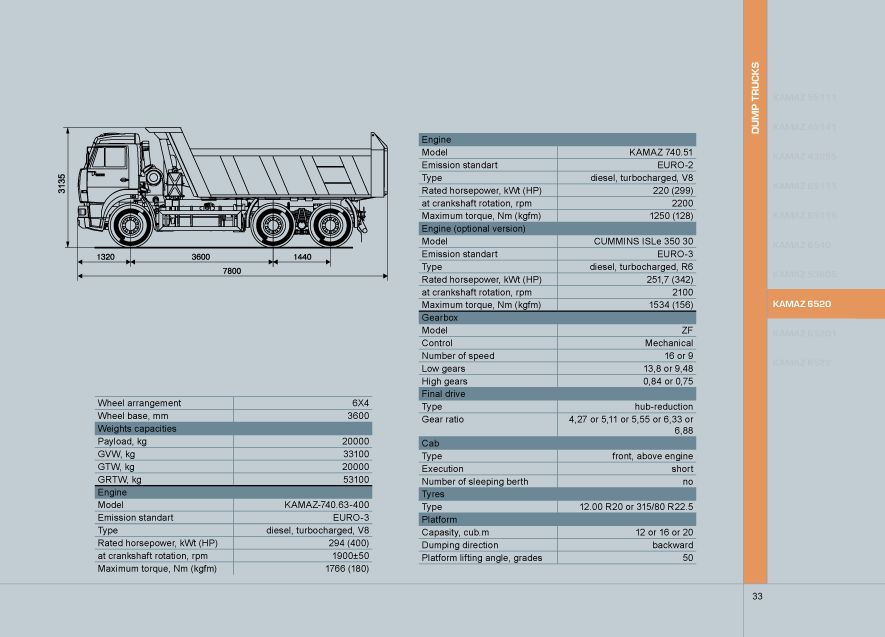 DUMP TRUCKS
KAMAZ 55111
KAMAZ 65111
KAMAZ 65115
KAMAZ 6540
KAMAZ 53605
KAMAZ 6520
KAMAZ 65201
KAMAZ 6522
3135
1320 3600 1440
7800
Wheel arrangement 6X4
Wheel base, mm 3600
Weights capacities
Payload, kg 20000
GVW, kg 33100
GTW, kg 20000
GRTW, kg 53100
Engine
Model KAMAZ-740.63-400
Emission standart EURO-3
Type diesel, turbocharged, V8
Rated horsepower, kWt (HP) 294 (400)
at crankshaft rotation, rpm 1900±50
Maximum torque, Nm (kgfm) 1766 (180)
Engine
Model KAMAZ 740.51
Emission standart EURO-2
Type diesel, turbocharged, V8
Rated horsepower, kWt (HP) 220 (299)
at crankshaft rotation, rpm 2200
Maximum torque, Nm (kgfm) 1250 (128)
Engine (optional version)
Model CUMMINS ISLe 350 30
Emission standart EURO-3
Type diesel, turbocharged, R6
Rated horsepower, kWt (HP) 251,7 (342)
at crankshaft rotation, rpm 2100
Maximum torque, Nm (kgfm) 1534 (156)
Gearbox
Model ZF
Control Mechanical
Number of speed 16 or 9
Low gears 13,8 or 9,48
High gears 0,84 or 0,75
Final drive
Type hub-reduction
Gear ratio 4,27 or 5,11 or 5,55 or 6,33 or
6,88
Cab
Type front, above engine
Execution short
Number of sleeping berth no
Tyres
Type 12.00 R20 or 315/80 R22.5
Platform
Capasity, cub.m 12 or 16 or 20
Dumping direction backward
Platform lifting angle, grades 50
33